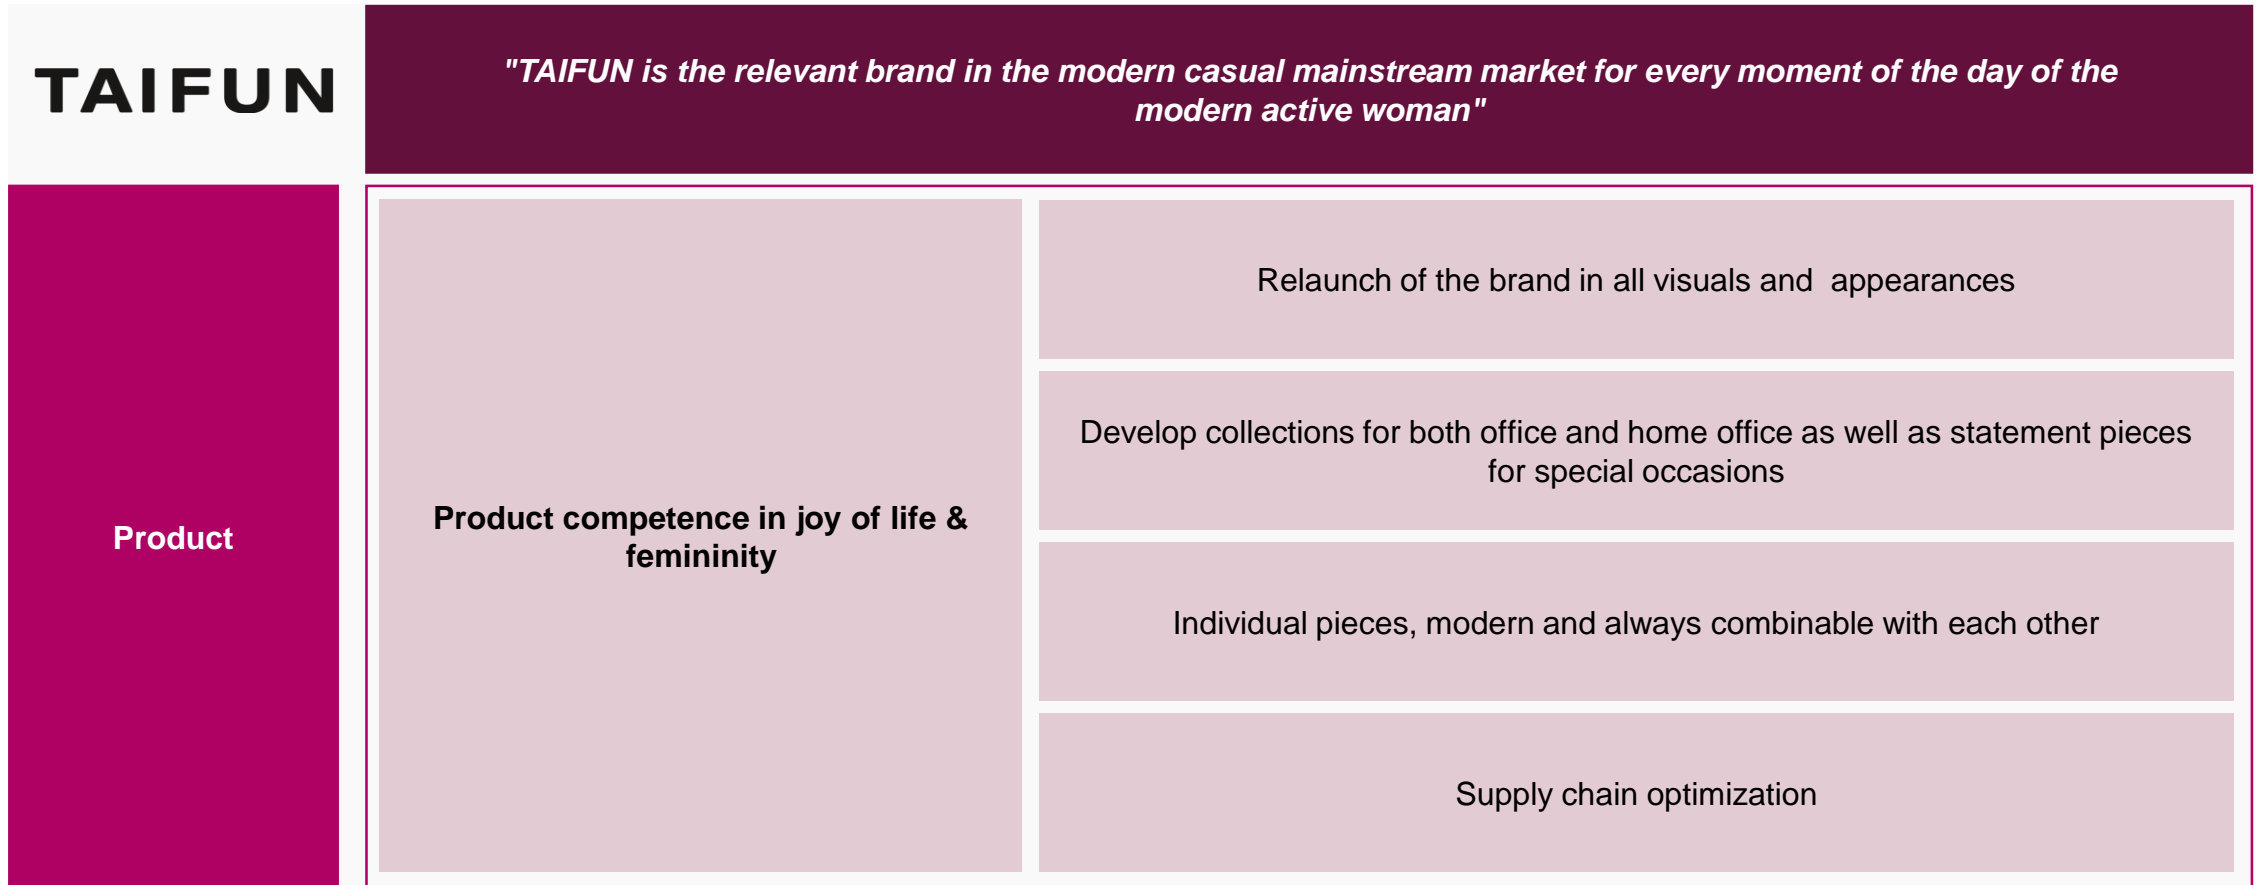 TAIFUN
"TAIFUN is the relevant brand in the modern casual mainstream market for every moment of the day of the
modern active woman"
Product
Product competence in joy of life &
femininity
Relaunch of the brand in all visuals and  appearances
Develop collections for both office and home office as well as statement pieces
for special occasions
Individual pieces, modern and always combinable with each other
Supply chain optimization